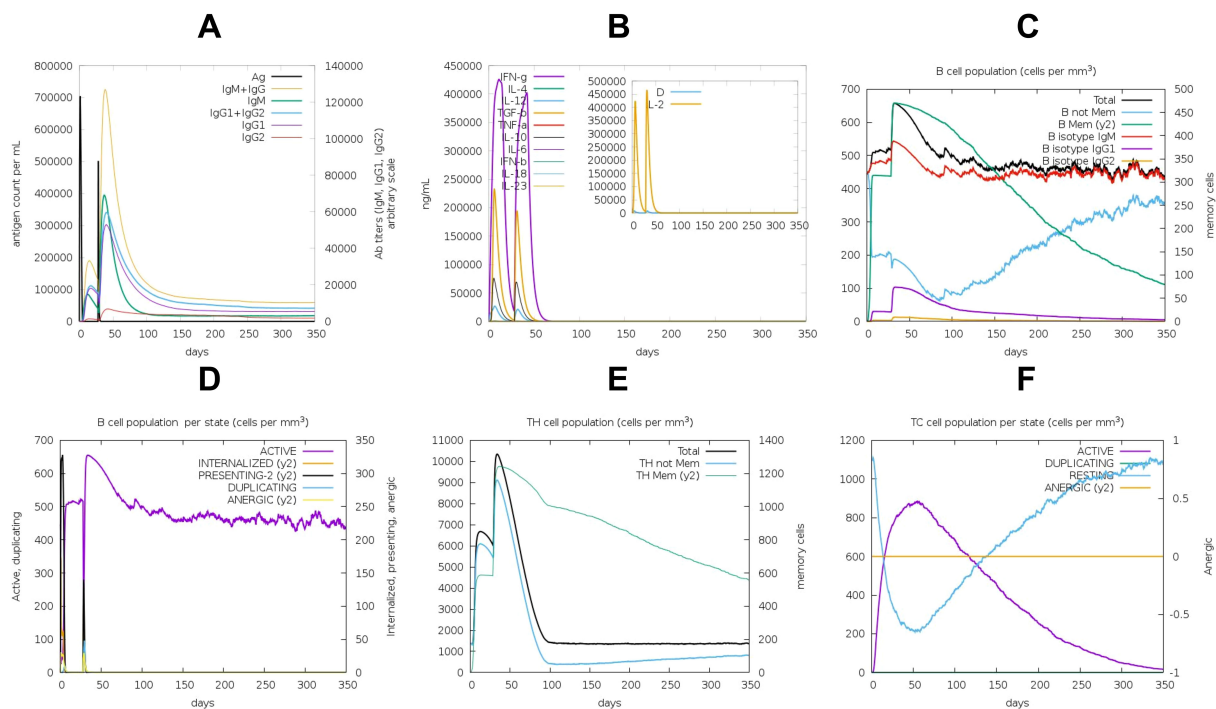 A
B
C
800000
700000
600000
500000
400000
300000
200000
100000
0
140000
120000
100000
80000
60000
40000
20000
0
0 50 100 150 200 250 300 350
Ag
IgM+IgG
IgM
IgG1+IgG2
IgG1
IgG2
antigen count per mL
Ab titers (IgM, IgG1, IgG2)
arbitrary scale
days
450000
400000
350000
300000
250000
200000
150000
100000
50000
0
0 50 100 150 200 250 300 350
IFN-g
IL-4
IL-12
TGF-b
TNF-a
IL-10
IL-6
IFN-b
IL-18
IL-23
ng/mL
days
500000
450000
400000
350000
300000
250000
200000
150000
100000
50000
0
0 50 100 150 200 250 300 350
D
IL-2
B cell population (cells per mm3)
700
600
500
400
300
200
100
0
500
450
400
350
300
250
200
150
100
50
0
0 50 100 150 200 250 300 350
Total
B not Mem
B Mem (y2)
B isotype IgM
B isotype IgG1
B isotype IgG2
memory cells
days
D
E
F
B cell population per state (cells per mm3)
700
600
500
400
300
200
100
0
350
300
250
200
150
100
50
0
0 50 100 150 200 250 300 350
ACTIVE
INTERNALIZED (y2)
PRESENTING-2 (y2)
DUPLICATING
ANERGIC (y2)
Active, duplicating
Internalized, presenting, anergic
days
TH cell population (cells per mm3)
11000
10000
9000
8000
7000
6000
5000
4000
3000
2000
1000
0
1400
1200
1000
800
600
400
200
0
0 50 100 150 200 250 300 350
Total
TH not Mem
TH Mem (y2)
memory cells
days
TC cell population per state (cells per mm3)
1200
1000
800
600
400
200
0
1
0.5
0
-0.5
-1
0 50 100 150 200 250 300 350
ACTIVE
DUPLICATING
RESTING
ANERGIC (y2)
Anergic
days